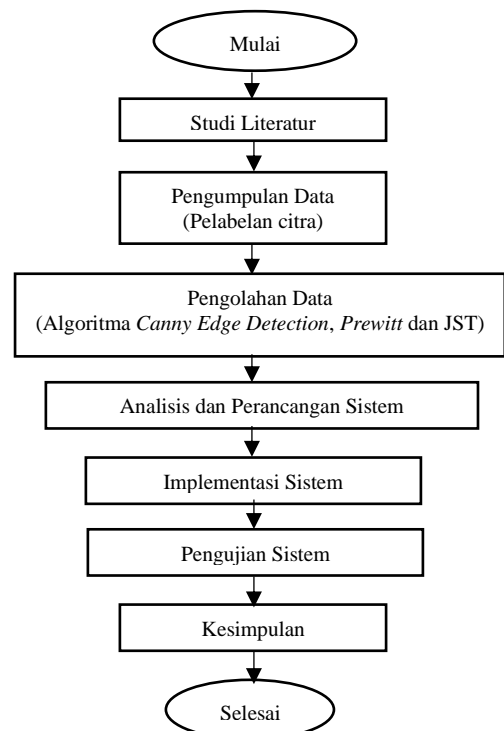 Mulai
Studi Literatur
Pengumpulan Data
(Pelabelan citra)
Pengolahan Data
(Algoritma Canny Edge Detection, Prewitt dan JST)
Analisis dan Perancangan Sistem
Implementasi Sistem
Pengujian Sistem
Kesimpulan
Selesai